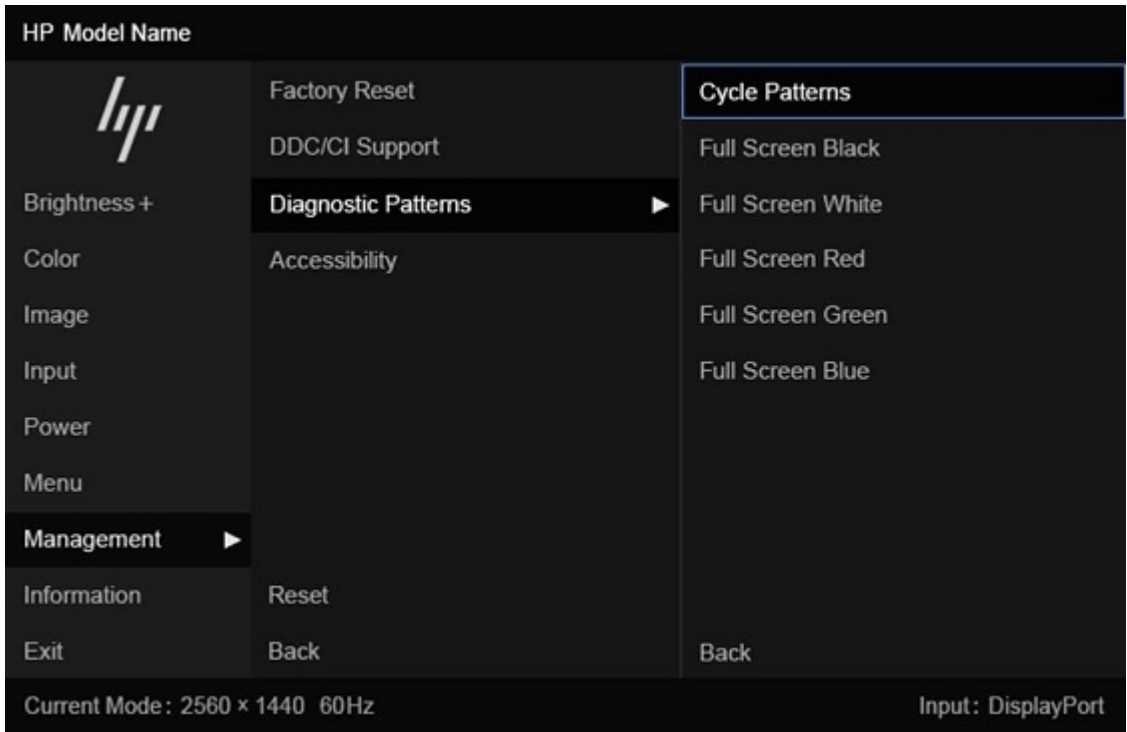 HP Model Name
hp
Factory Reset
Cycle Patterns
DDC/CI Support
Full Screen Black
Brightness +
Diagnostic Patterns
Full Screen White
Color
Accessibility
Full Screen Red
Image
Full Screen Green
Input
Full Screen Blue
Power
Menu
Management
Information
Reset
Exit
Back
Back
Current Mode: 2560 × 1440 60Hz
Input: DisplayPort